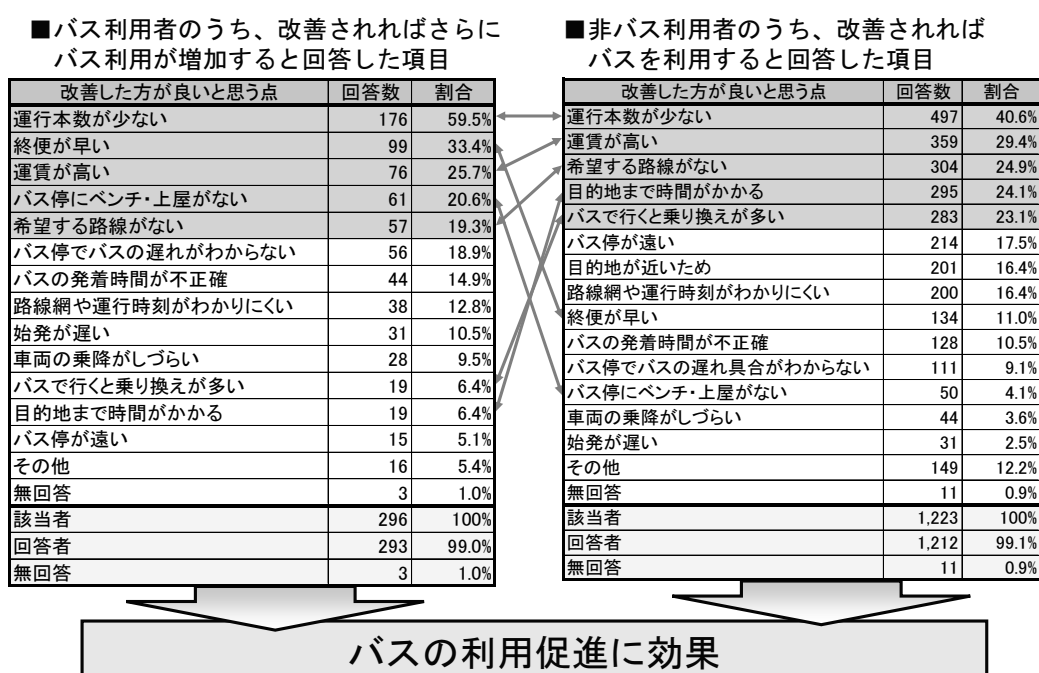 ■バス利用者のうち、改善されればさらに
バス利用が増加すると回答した項目
改善した方が良いと思う点 回答数 割合
運行本数が少ない 176 59.5%
終便が早い 99 33.4%
運賃が高い 76 25.7%
バス停にベンチ・上屋がない 61 20.6%
希望する路線がない 57 19.3%
バス停でバスの遅れがわからない 56 18.9%
バスの発着時間が不正確 44 14.9%
路線網や運行時刻がわかりにくい 38 12.8%
始発が遅い 31 10.5%
車両の乗降がしづらい 28 9.5%
バスで行くと乗り換えが多い 19 6.4%
目的地まで時間がかかる 19 6.4%
バス停が遠い 15 5.1%
その他 16 5.4%
無回答 3 1.0%
該当者 296 100%
回答者 293 99.0%
無回答 3 1.0%
■非バス利用者のうち、改善されれば
バスを利用すると回答した項目
改善した方が良いと思う点 回答数 割合
運行本数が少ない 497 40.6%
運賃が高い 359 29.4%
希望する路線がない 304 24.9%
目的地まで時間がかかる 295 24.1%
バスで行くと乗り換えが多い 283 23.1%
バス停が遠い 214 17.5%
目的地が近いため 201 16.4%
路線網や運行時刻がわかりにくい 200 16.4%
終便が早い 134 11.0%
バスの発着時間が不正確 128 10.5%
バス停でバスの遅れ具合がわからない 111 9.1%
バス停にベンチ・上屋がない 50 4.1%
車両の乗降がしづらい 44 3.6%
始発が遅い 31 2.5%
その他 149 12.2%
無回答 11 0.9%
該当者 1,223 100%
回答者 1,212 99.1%
無回答 11 0.9%
バスの利用促進に効果